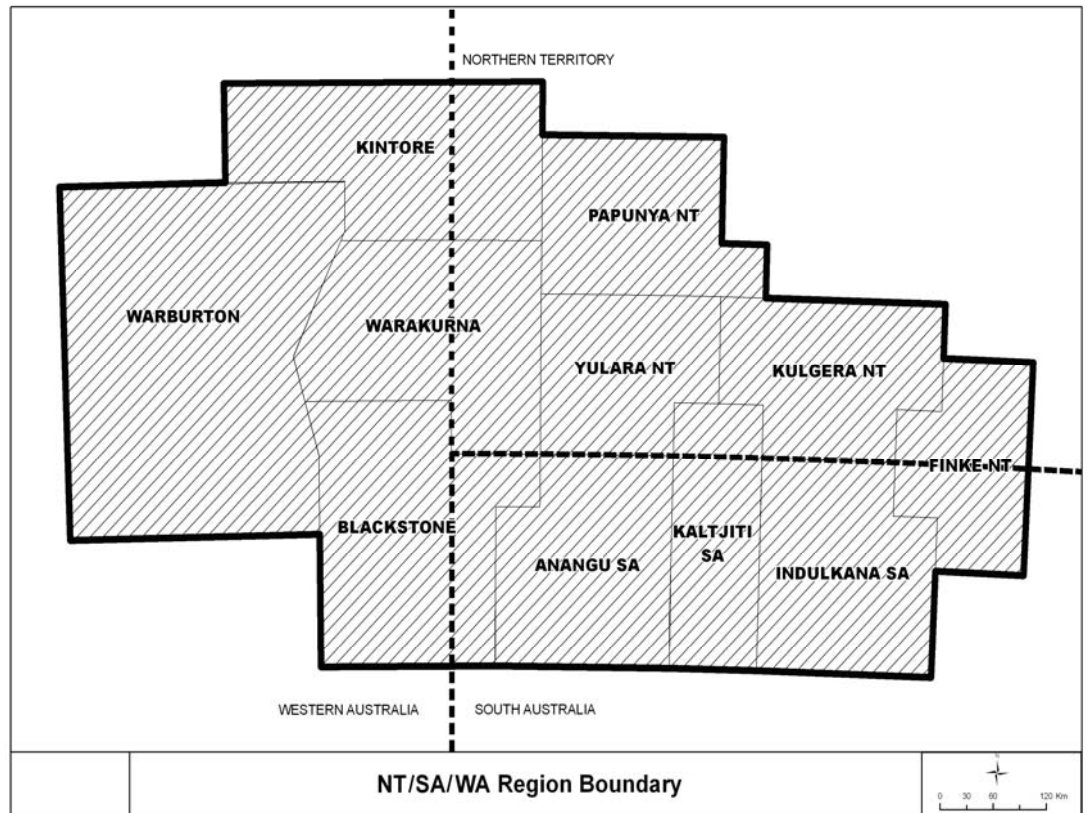 NORTHERN TERRITORY
KINTORE
PAPUNYA NT
WARBURTON
WARAKURNA
YULARA NT
KULGERA NT
FINKE NT
BLACKSTONE
KALTJITI
SA
ANANGU SA
INDULKANA SA
WESTERN AUSTRALIA
SOUTH AUSTRALIA
NT/SA/WA Region Boundary
0 30 60 120 Km